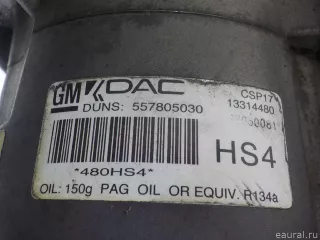 GM DAC CSP17
DUNS: 557805030 13314480
HS4
*480HS4*
OIL: 150g PAG OIL OR EQUIV. R134a
© eaural.ru